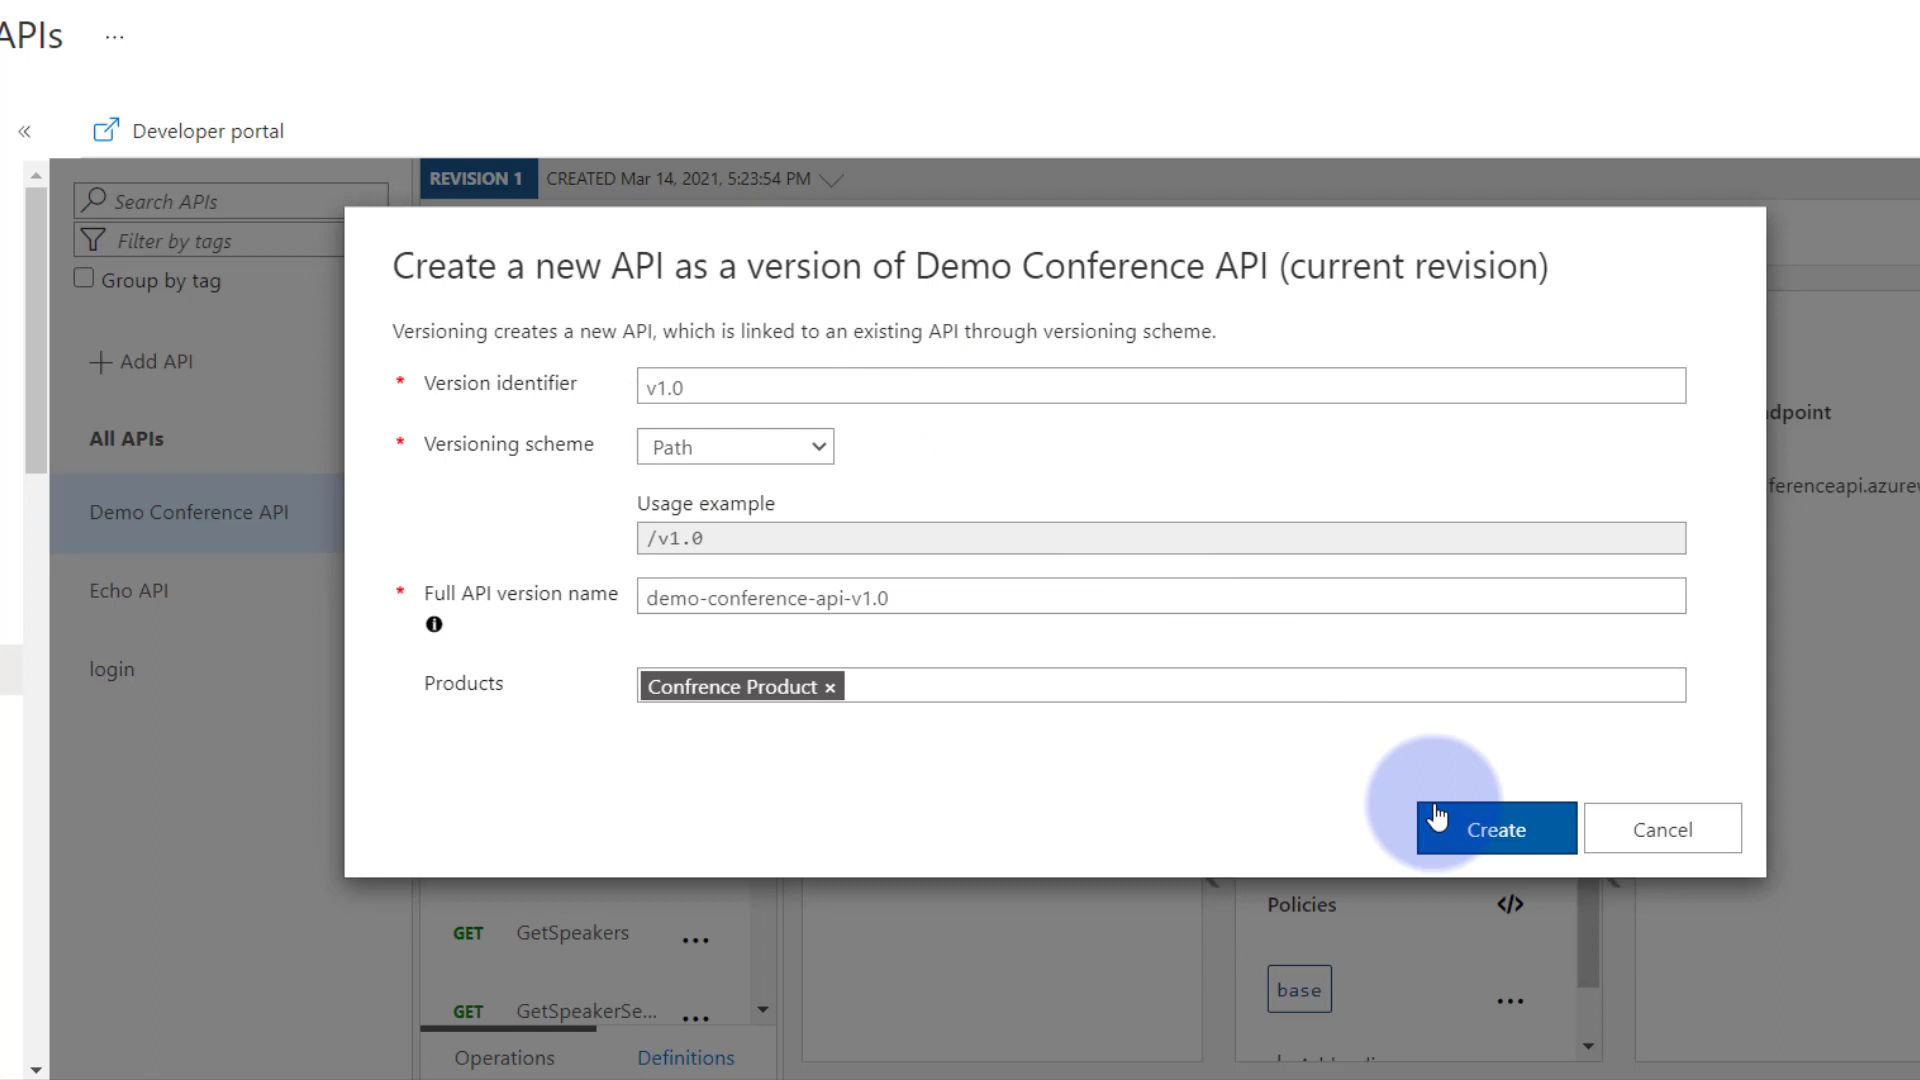 APIs ...
Developer portal
Search APIs
Filter by tags
Group by tag
Add API
All APIs
Demo Conference API
Echo API
login
REVISION 1 CREATED Mar 14, 2021, 5:23:54 PM
Create a new API as a version of Demo Conference API (current revision)
Versioning creates a new API, which is linked to an existing API through versioning scheme.
* Version identifier v1.0
* Versioning scheme Path
Usage example
/v1.0
* Full API version name demo-conference-api-v1.0
Products Confrence Product ×
Create Cancel
dpoint
ferenceapi.azurew
GET GetSpeakers ...
GET GetSpeakerSe... ...
Operations Definitions
Policies </>
base ...